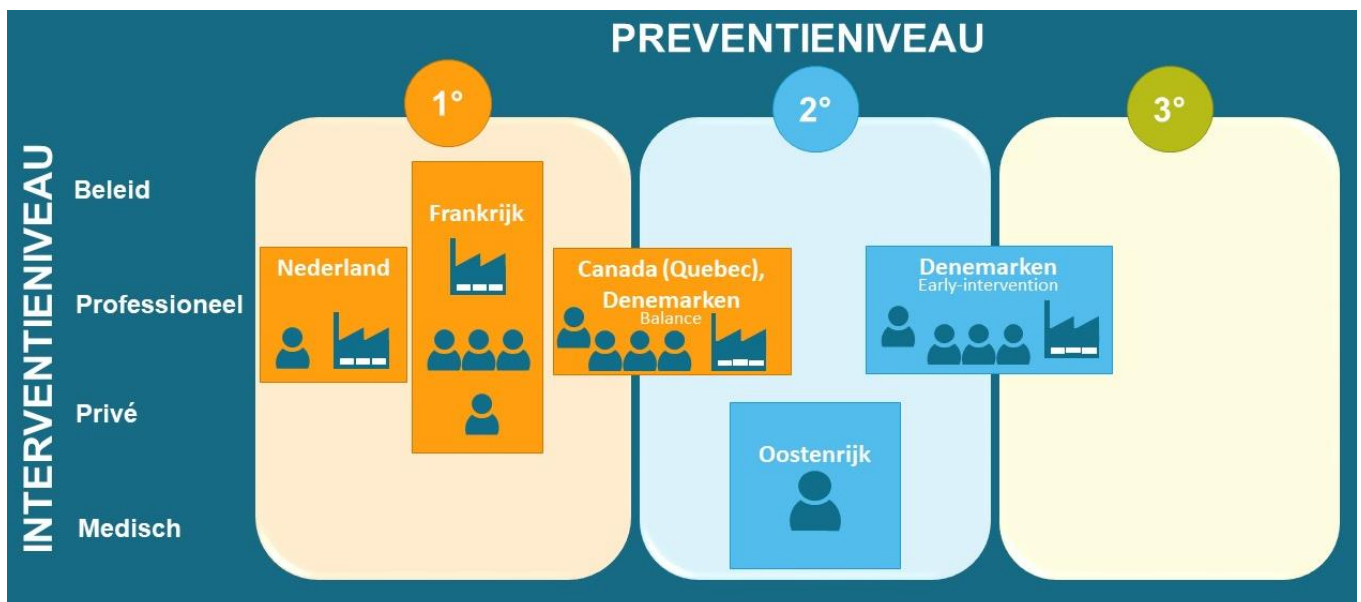 PREVENTIENIVEAU
1°
2°
3°
INTERVENTIENIVEAU
Beleid
Professioneel
Privé
Medisch
Nederland
Frankrijk
Canada (Quebec),
Denemarken
Balance
Denemarken
Early-intervention
Oostenrijk